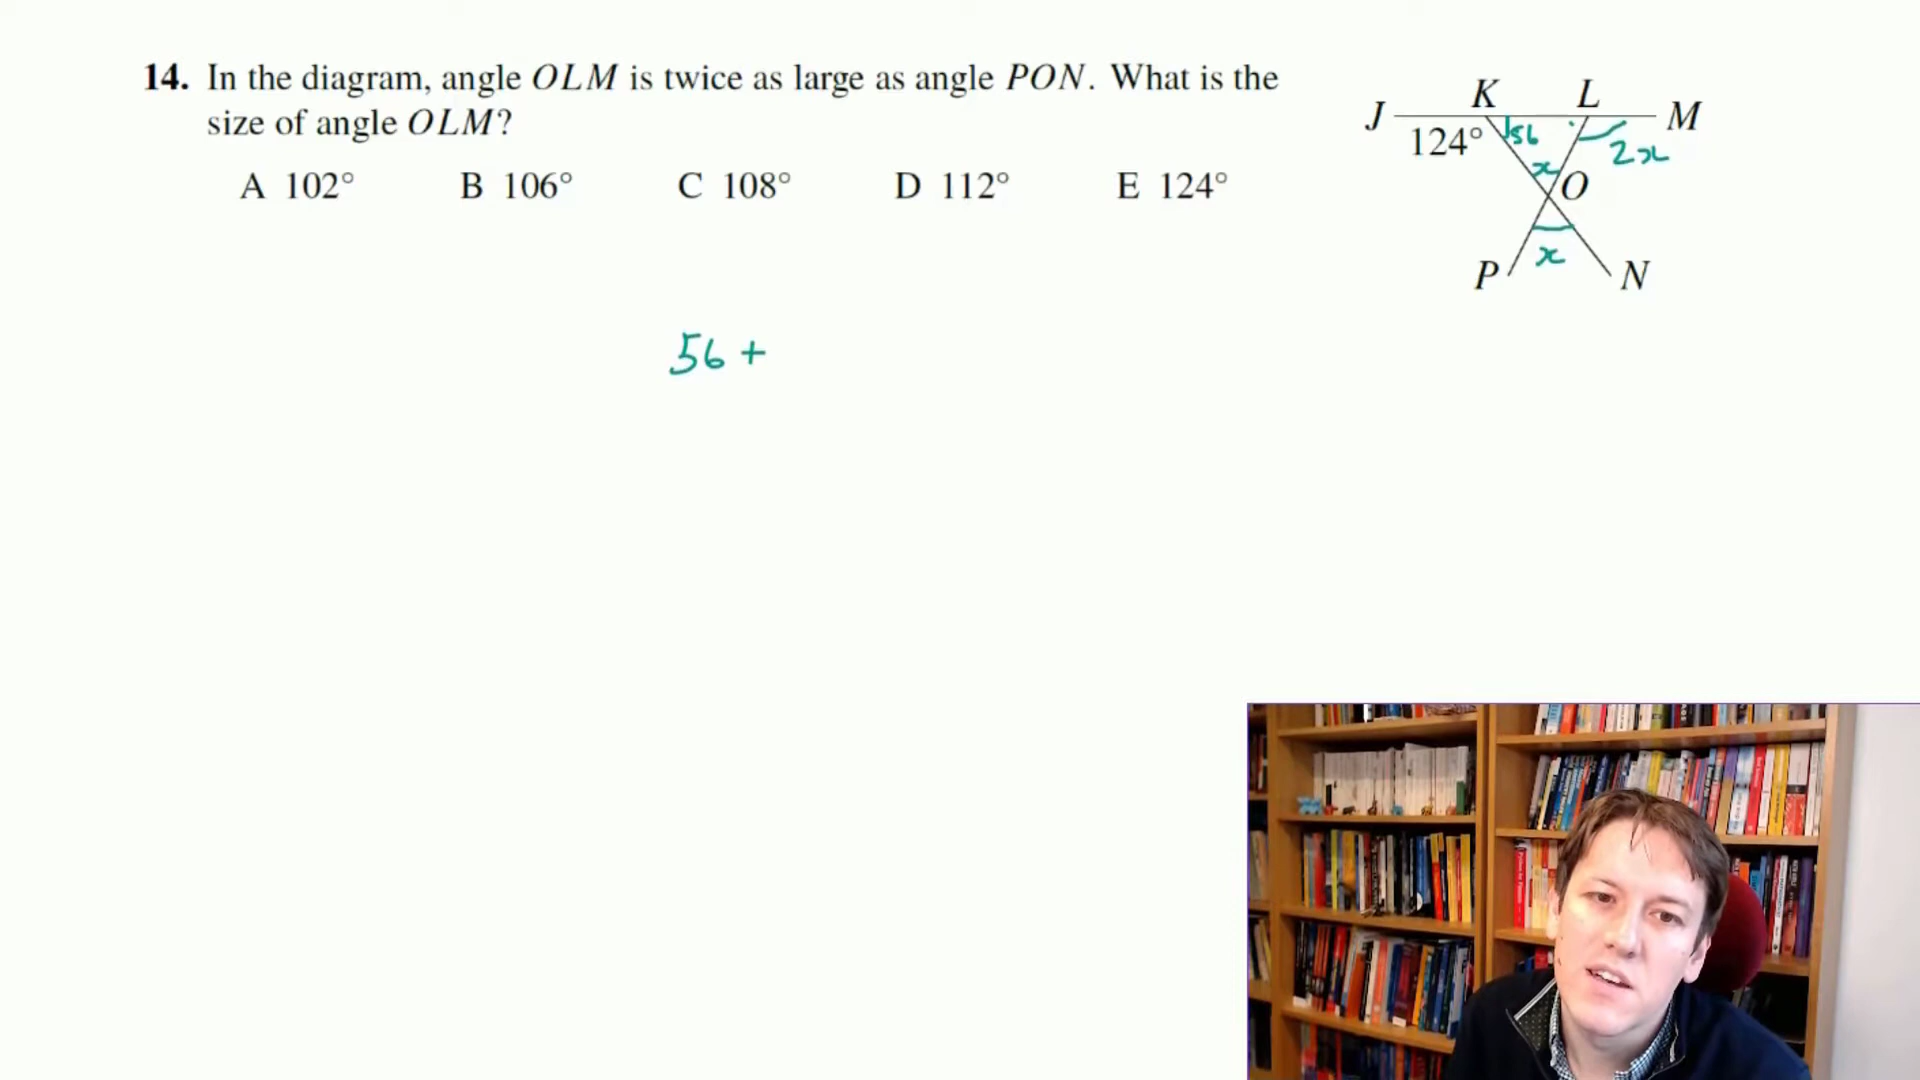 14. In the diagram, angle OLM is twice as large as angle PON. What is the
size of angle OLM?
A 102° B 106° C 108° D 112° E 124°
J K L M
124° 56 2x
x O
x
P N
56 +